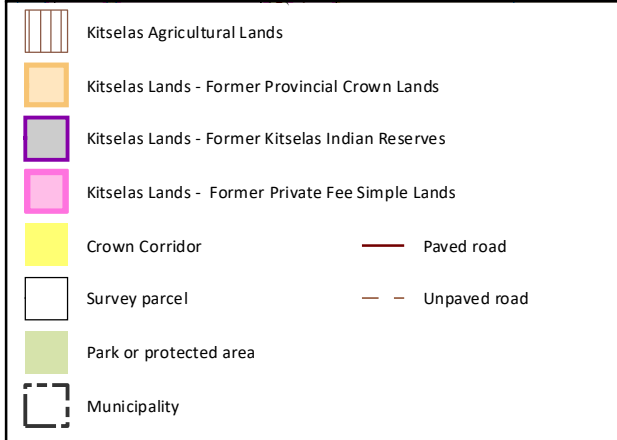 Kitselas Agricultural Lands
Kitselas Lands - Former Provincial Crown Lands
Kitselas Lands - Former Kitselas Indian Reserves
Kitselas Lands -  Former Private Fee Simple Lands
Crown Corridor
Paved road
Survey parcel
Unpaved road
Park or protected area
Municipality